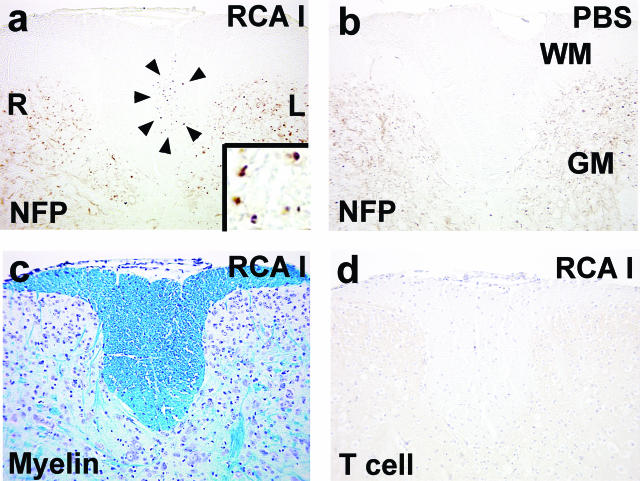 a RCA I
R L
NFP
b PBS
WM
GM
NFP
c RCA I
Myelin
d RCA I
T cell